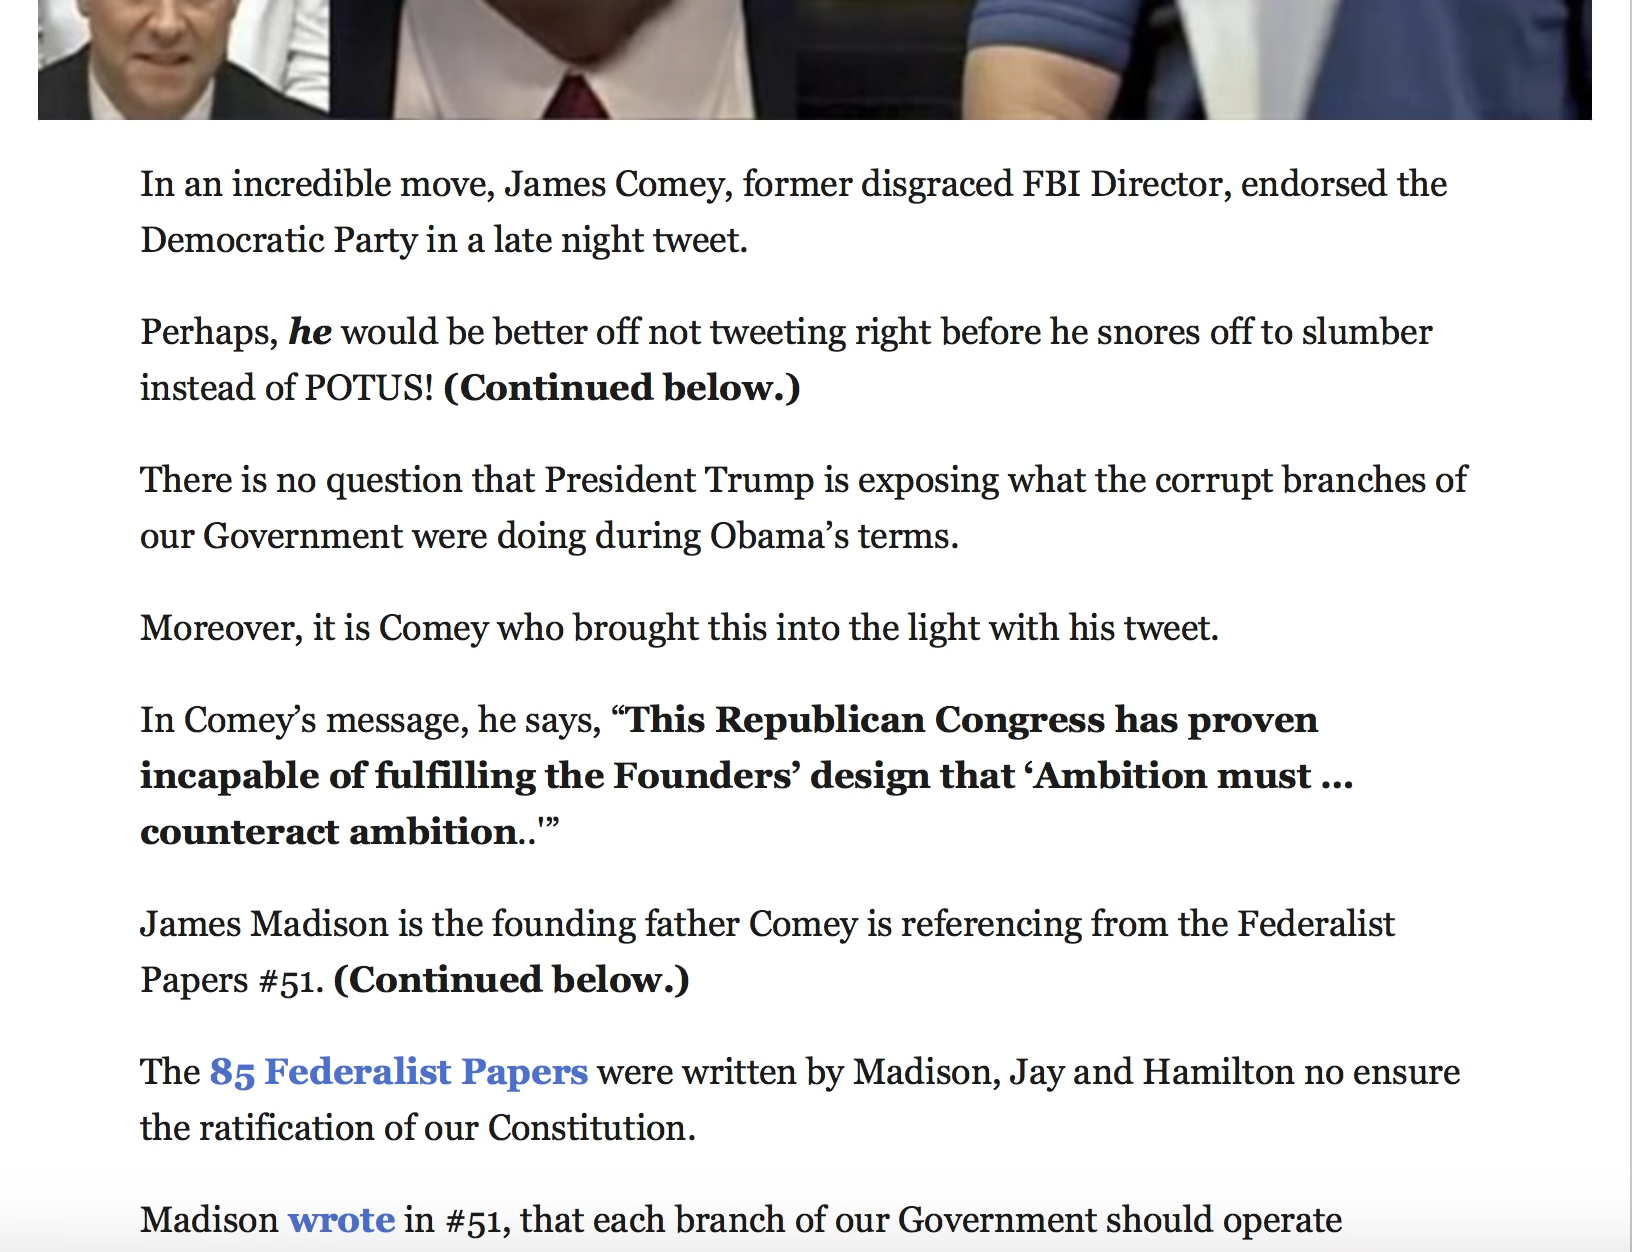 In an incredible move, James Comey, former disgraced FBI Director, endorsed the
Democratic Party in a late night tweet.
Perhaps, he would be better off not tweeting right before he snores off to slumber
instead of POTUS! (Continued below.)
There is no question that President Trump is exposing what the corrupt branches of
our Government were doing during Obama’s terms.
Moreover, it is Comey who brought this into the light with his tweet.
In Comey’s message, he says, “This Republican Congress has proven
incapable of fulfilling the Founders’ design that ‘Ambition must ...
counteract ambition..'”
James Madison is the founding father Comey is referencing from the Federalist
Papers #51. (Continued below.)
The 85 Federalist Papers were written by Madison, Jay and Hamilton no ensure
the ratification of our Constitution.
Madison wrote in #51, that each branch of our Government should operate